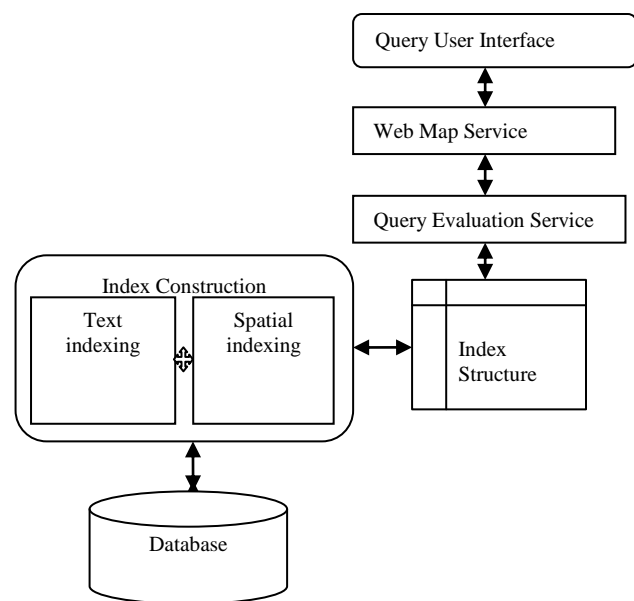 Query User Interface
Web Map Service
Query Evaluation Service
Index Construction
Text
indexing
Spatial
indexing
Index
Structure
Database